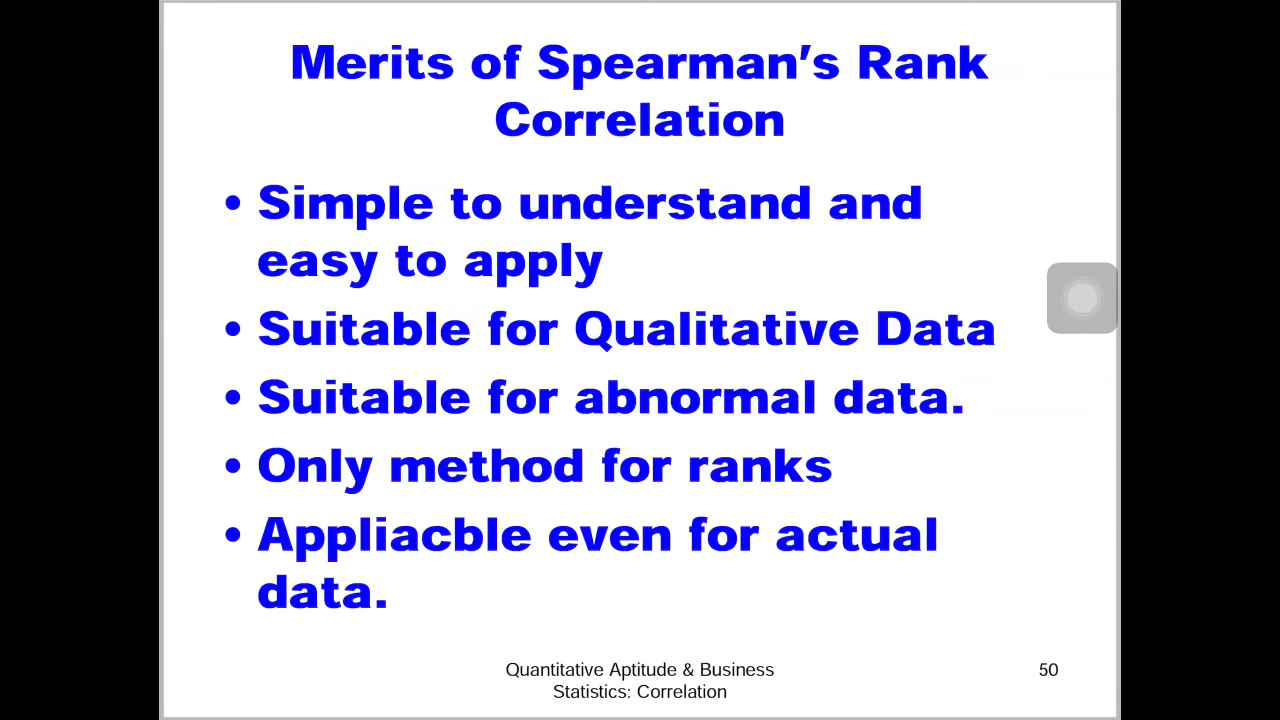 Merits of Spearman's Rank
Correlation
• Simple to understand and
easy to apply
• Suitable for Qualitative Data
• Suitable for abnormal data.
• Only method for ranks
• Appliacble even for actual
data.
Quantitative Aptitude & Business
Statistics: Correlation
50